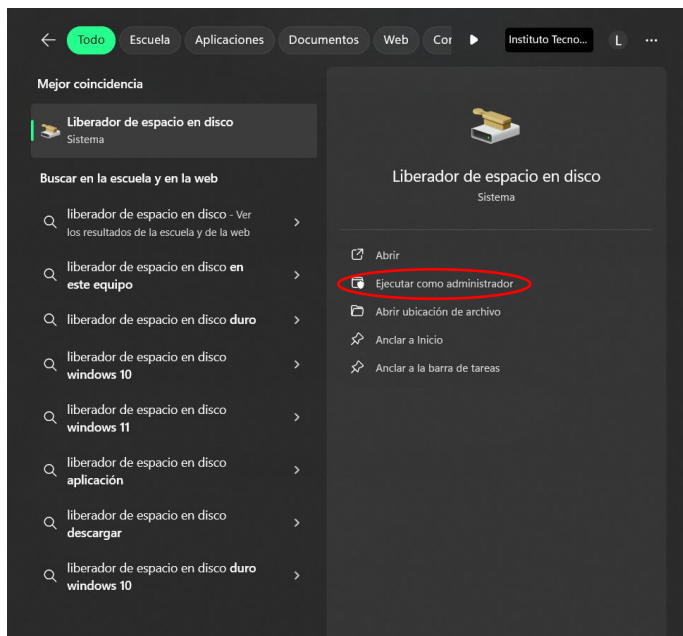 Todo Escuela Aplicaciones Documentos Web Cor Instituto Tecno... L ...
Mejor coincidencia
Liberador de espacio en disco
Sistema
Buscar en la escuela y en la web
liberador de espacio en disco - Ver
los resultados de la escuela y de la web
liberador de espacio en disco en
este equipo
liberador de espacio en disco duro
liberador de espacio en disco
windows 10
liberador de espacio en disco
windows 11
liberador de espacio en disco
aplicación
liberador de espacio en disco
descargar
liberador de espacio en disco duro
windows 10
Liberador de espacio en disco
Sistema
Abrir
Ejecutar como administrador
Abrir ubicación de archivo
Anclar a Inicio
Anclar a la barra de tareas